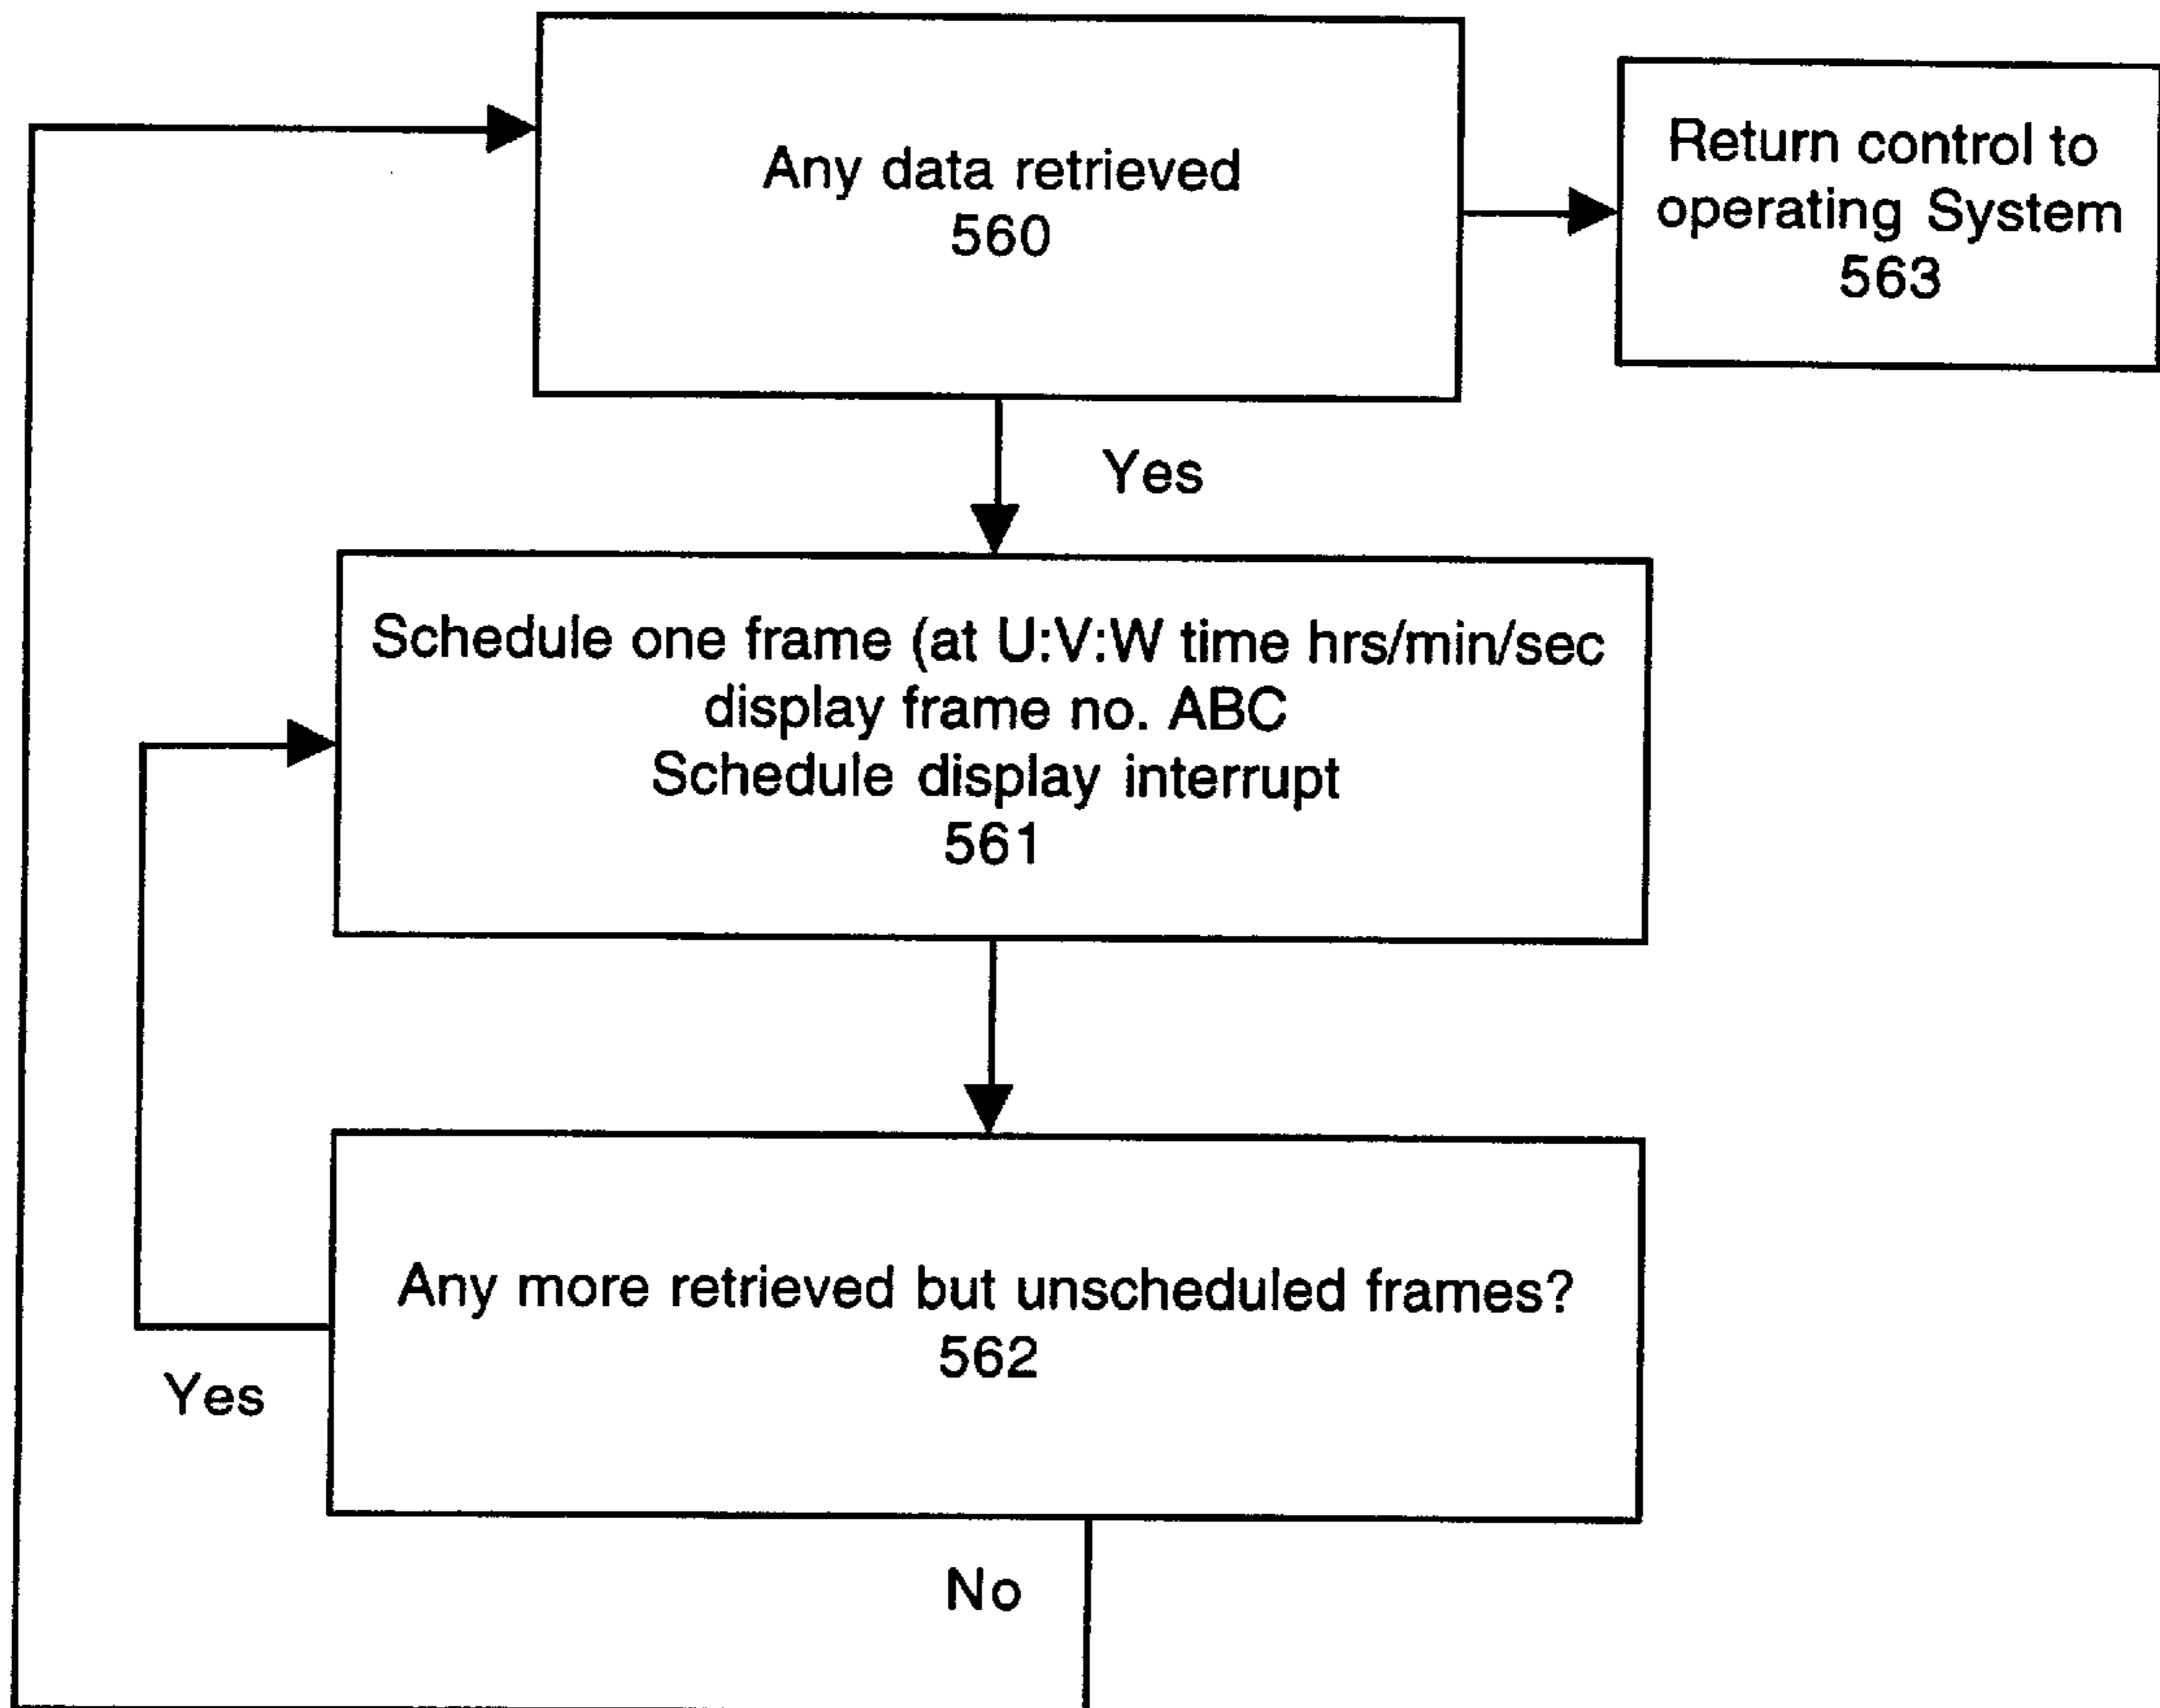 Any data retrieved
560
Return control to
operating System
563
Yes
Schedule one frame (at U:V:W time hrs/min/sec
display frame no. ABC
Schedule display interrupt
561
Any more retrieved but unscheduled frames?
562
Yes
No